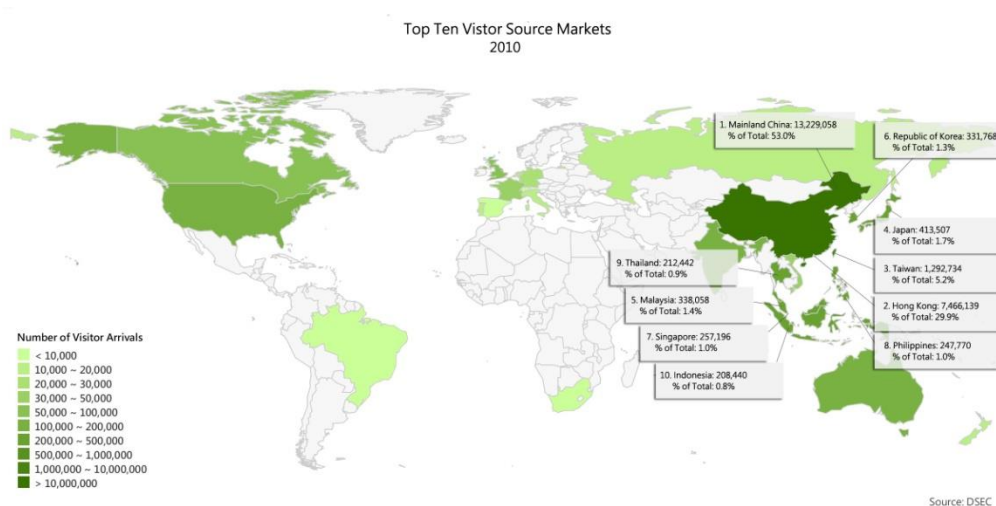 Top Ten Vistor Source Markets
2010
1. Mainland China: 13,229,058
% of Total: 53.0%
6. Republic of Korea: 331,768
% of Total: 1.3%
4. Japan: 413,507
% of Total: 1.7%
9. Thailand: 212,442
% of Total: 0.9%
3. Taiwan: 1,292,734
% of Total: 5.2%
5. Malaysia: 338,058
% of Total: 1.4%
2. Hong Kong: 7,466,139
% of Total: 29.9%
7. Singapore: 257,196
% of Total: 1.0%
8. Philippines: 247,770
% of Total: 1.0%
10. Indonesia: 208,440
% of Total: 0.8%
Number of Visitor Arrivals
< 10,000
10,000 ~ 20,000
20,000 ~ 30,000
30,000 ~ 50,000
50,000 ~ 100,000
100,000 ~ 200,000
200,000 ~ 500,000
500,000 ~ 1,000,000
1,000,000 ~ 10,000,000
> 10,000,000
Source: DSEC